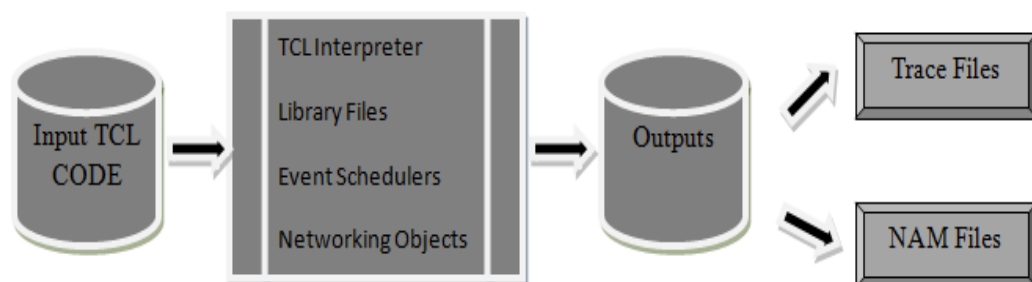 Input TCL
CODE
TCL Interpreter
Library Files
Event Schedulers
Networking Objects
Outputs
Trace Files
NAM Files